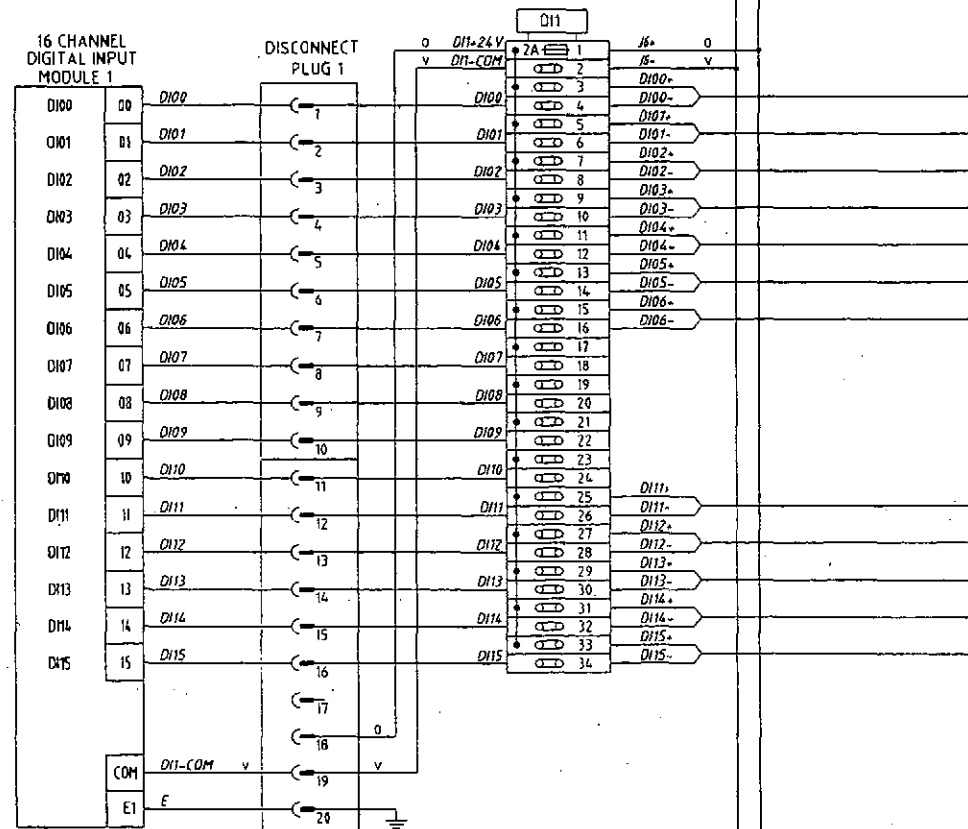 DI1
16 CHANNEL
DIGITAL INPUT
MODULE 1
DISCONNECT
PLUG 1
O DI1+24V 2A 1 J6+ O
V DI1-COM 2 J6- V
3 DI00+
DI00 00 DI00 1 DI00 4 DI00-
5 DI01+
DI01 01 DI01 2 DI01 6 DI01-
7 DI02+
DI02 02 DI02 3 DI02 8 DI02-
9 DI03+
DI03 03 DI03 4 DI03 10 DI03-
11 DI04+
DI04 04 DI04 5 DI04 12 DI04-
13 DI05+
DI05 05 DI05 6 DI05 14 DI05-
15 DI06+
DI06 06 DI06 7 DI06 16 DI06-
17
DI07 07 DI07 8 DI07 18
19
DI08 08 DI08 9 DI08 20
21
DI09 09 DI09 10 DI09 22
23
DI10 10 DI10 11 DI10 24
25 DI11+
DI11 11 DI11 12 DI11 26 DI11-
27 DI12+
DI12 12 DI12 13 DI12 28 DI12-
29 DI13+
DI13 13 DI13 14 DI13 30 DI13-
31 DI14+
DI14 14 DI14 15 DI14 32 DI14-
33 DI15+
DI15 15 DI15 16 DI15 34 DI15-
17
18 O
COM DI1-COM V 19 V
E1 E 20